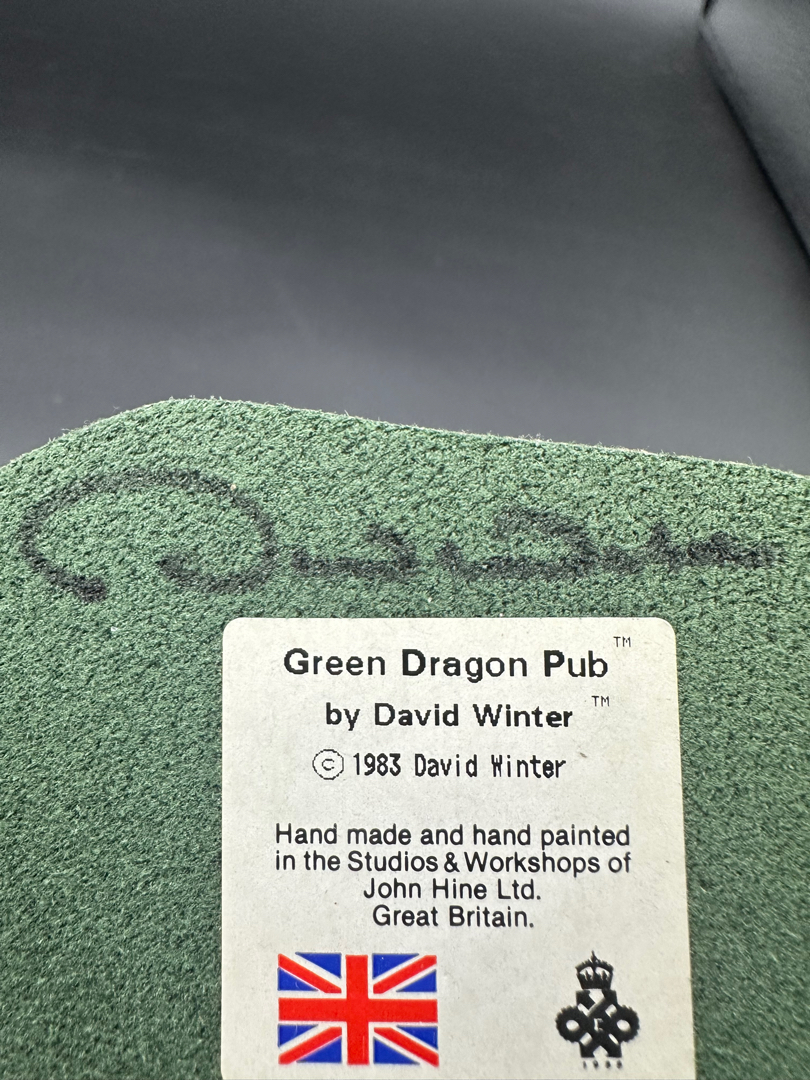 Green Dragon Pub™
by David Winter™
© 1983 David Winter
Hand made and hand painted
in the Studios & Workshops of
John Hine Ltd.
Great Britain.
E